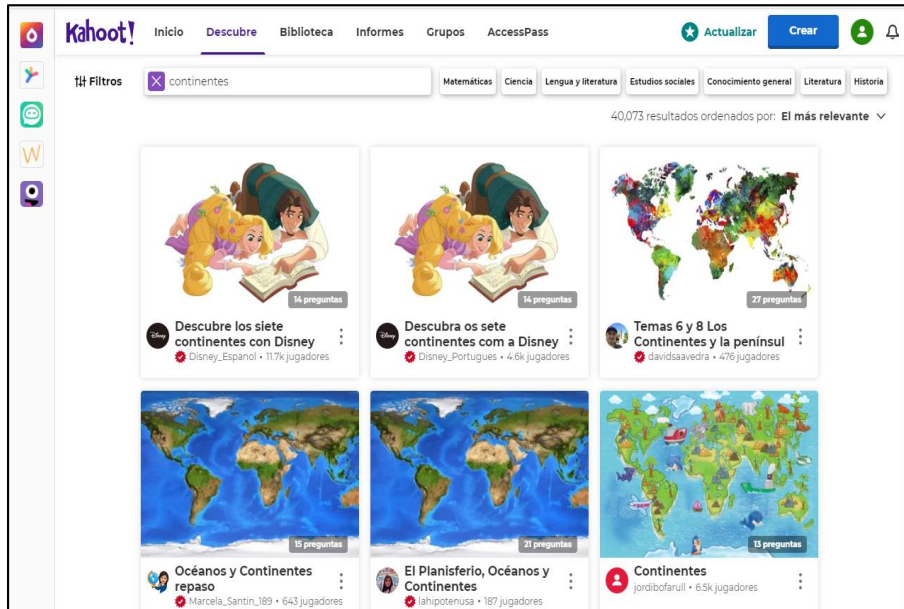 Kahoot! Inicio Descubre Biblioteca Informes Grupos AccessPass Actualizar Crear
Filtros continentes Matemáticas Ciencia Lengua y literatura Estudios sociales Conocimiento general Literatura Historia
40,073 resultados ordenados por: El más relevante
14 preguntas
Descubre los siete
continentes con Disney
Disney_Espanol • 11.7k jugadores
14 preguntas
Descubra os sete
continentes com a Disney
Disney_Portugues • 4.6k jugadores
27 preguntas
Temas 6 y 8 Los
Continentes y la penínsul
davidsaavedra • 476 jugadores
15 preguntas
Océanos y Continentes
repaso
Marcela_Santin_189 • 643 jugadores
21 preguntas
El Planisferio, Océanos y
Continentes
lahipotenusa • 187 jugadores
13 preguntas
Continentes
jordibofarull • 6.5k jugadores